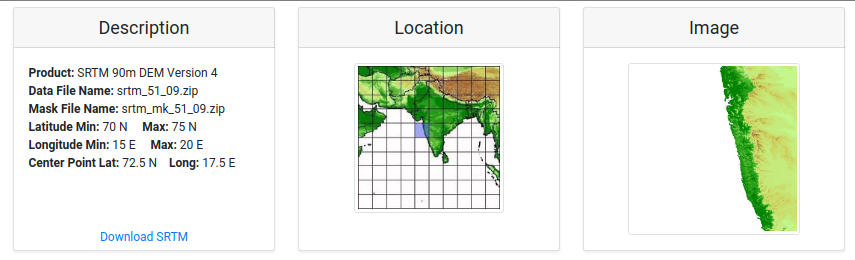 Description
Product: SRTM 90m DEM Version 4
Data File Name: srtm_51_09.zip
Mask File Name: srtm_mk_51_09.zip
Latitude Min: 70 N Max: 75 N
Longitude Min: 15 E Max: 20 E
Center Point Lat: 72.5 N Long: 17.5 E
Download SRTM
Location
Image